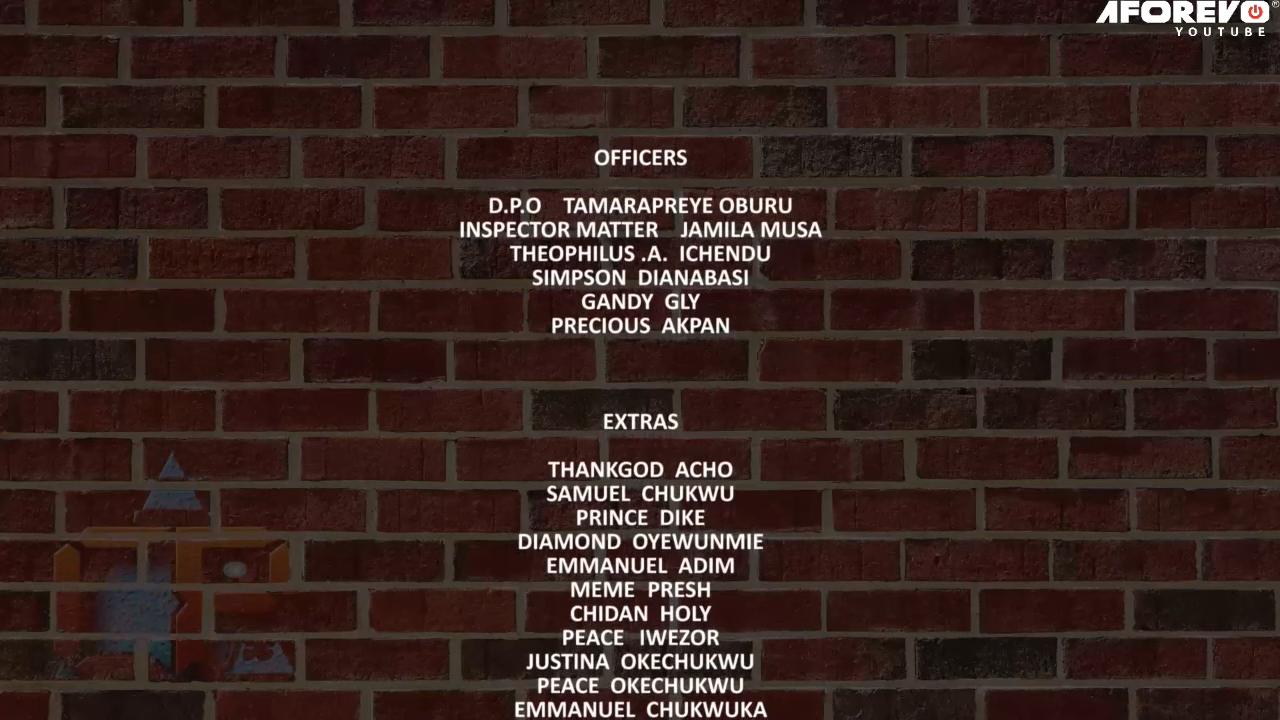 AFOREVO
YOUTUBE
OFFICERS
D.P.O TAMARAPREYE OBURU
INSPECTOR MATTER JAMILA MUSA
THEOPHILUS .A. ICHENDU
SIMPSON DIANABASI
GANDY GLY
PRECIOUS AKPAN
EXTRAS
THANKGOD ACHO
SAMUEL CHUKWU
PRINCE DIKE
DIAMOND OYEWUNMIE
EMMANUEL ADIM
MEME PRESH
CHIDAN HOLY
PEACE IWEZOR
JUSTINA OKECHUKWU
PEACE OKECHUKWU
EMMANUEL CHUKWUKA